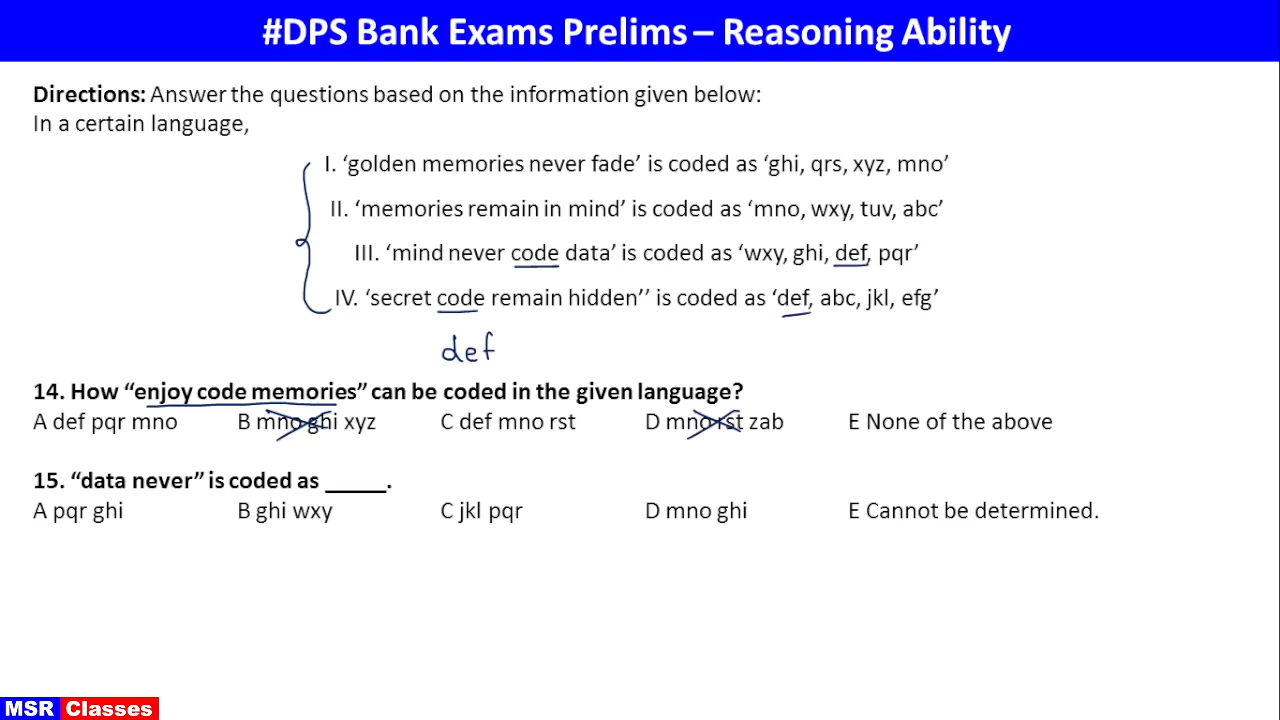 #DPS Bank Exams Prelims – Reasoning Ability
Directions: Answer the questions based on the information given below:
In a certain language,
I. ‘golden memories never fade’ is coded as ‘ghi, qrs, xyz, mno’
II. ‘memories remain in mind’ is coded as ‘mno, wxy, tuv, abc’
III. ‘mind never code data’ is coded as ‘wxy, ghi, def, pqr’
IV. ‘secret code remain hidden’’ is coded as ‘def, abc, jkl, efg’
def
14. How “enjoy code memories” can be coded in the given language?
A def pqr mno B mno ghi xyz C def mno rst D mno rst zab E None of the above
15. “data never” is coded as _____.
A pqr ghi B ghi wxy C jkl pqr D mno ghi E Cannot be determined.
MSR Classes